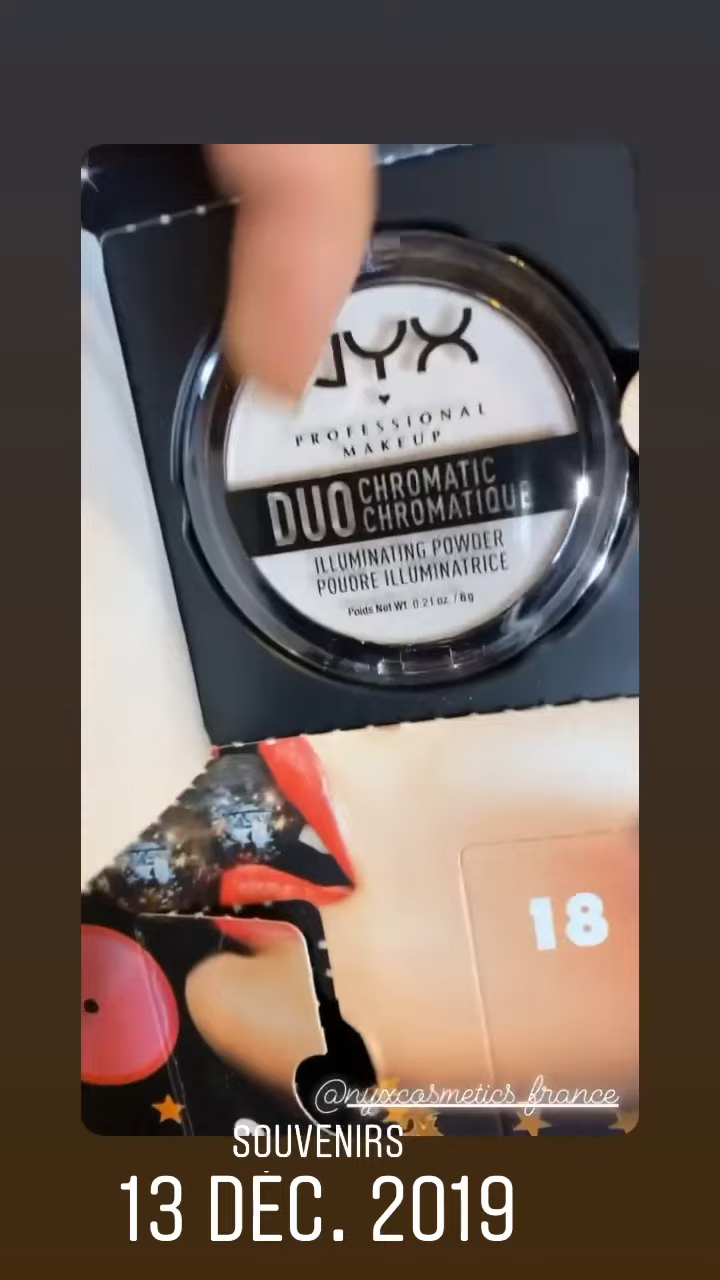 NYX
PROFESSIONAL
MAKEUP
DUO CHROMATIC
CHROMATIQUE
ILLUMINATING POWDER
POUDRE ILLUMINATRICE
Poids Net Wt. 0.21 oz. / 6 g
18
@nyxcosmetics_france
SOUVENIRS
13 DÉC. 2019